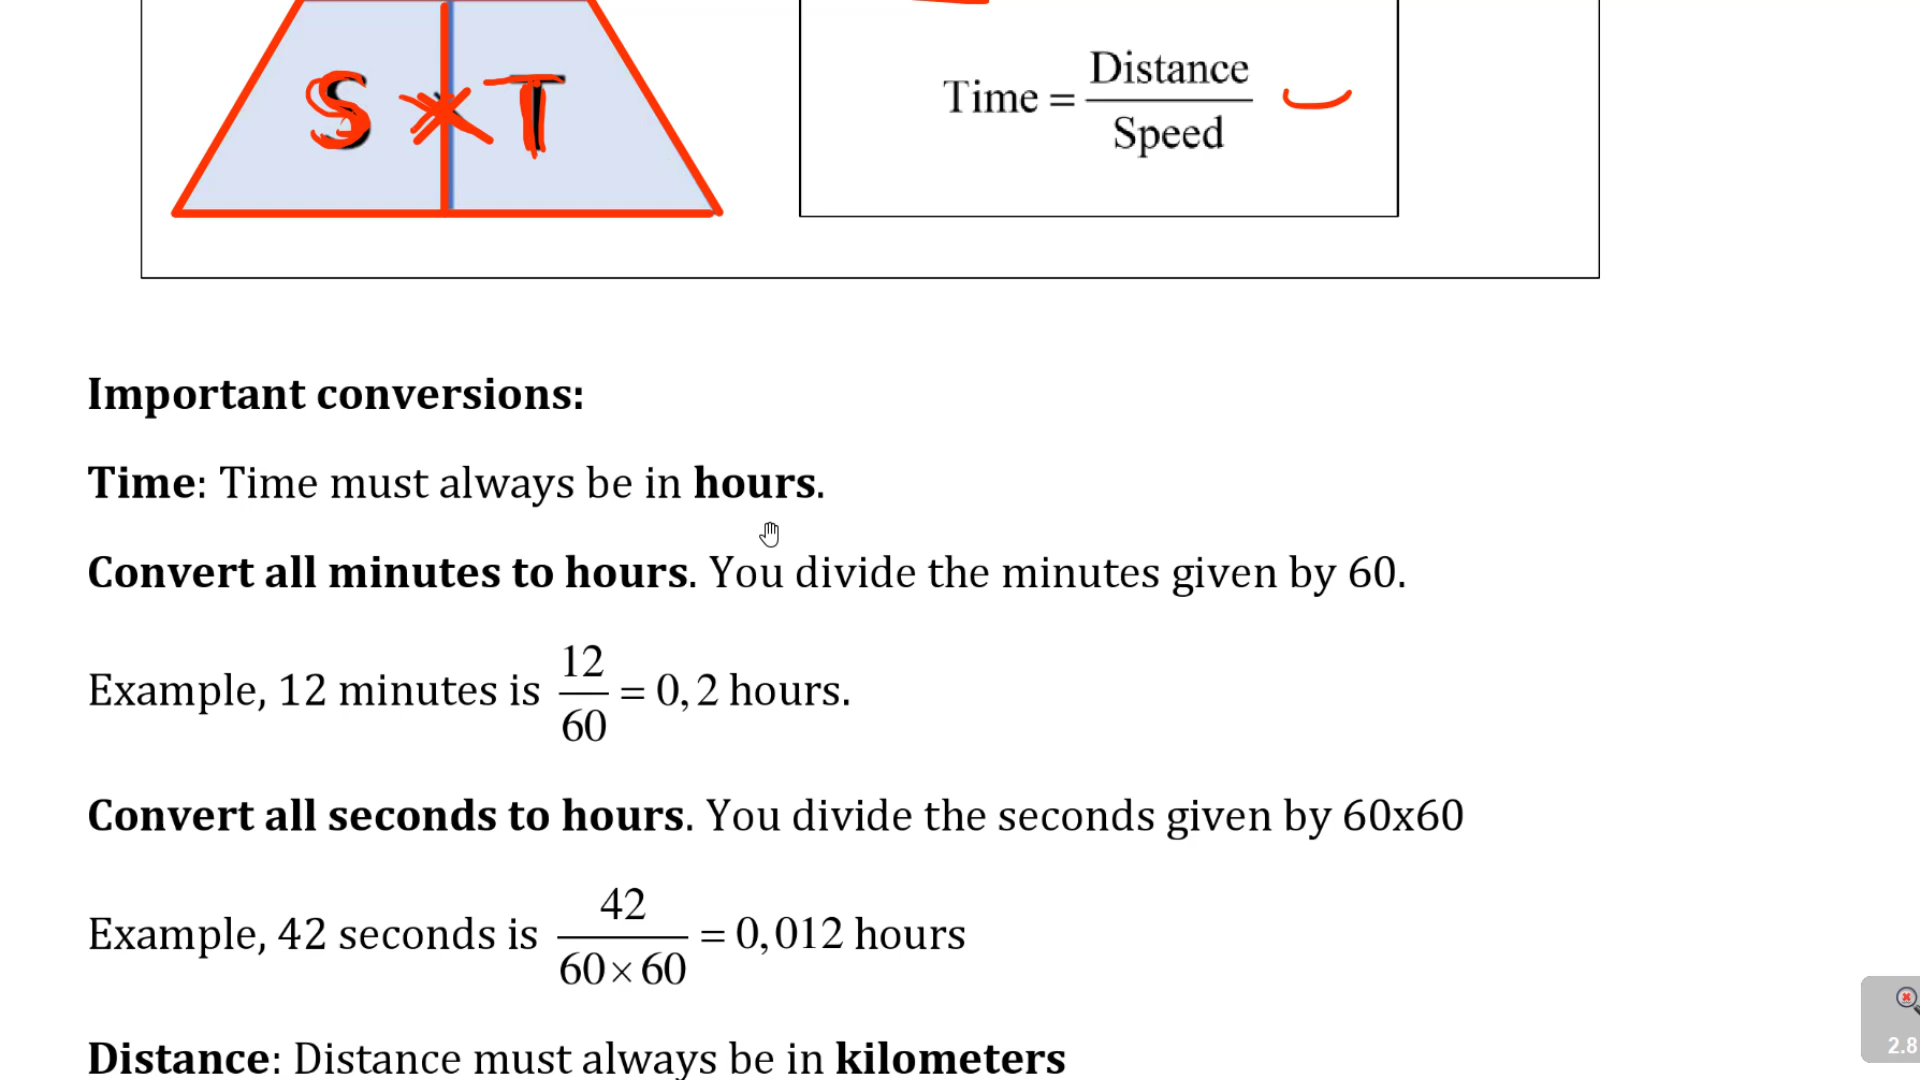 S × T
Time = Distance / Speed
Important conversions:
Time: Time must always be in hours.
Convert all minutes to hours. You divide the minutes given by 60.
Example, 12 minutes is 12/60 = 0,2 hours.
Convert all seconds to hours. You divide the seconds given by 60x60
Example, 42 seconds is 42/60×60 = 0,012 hours
Distance: Distance must always be in kilometers
2.8